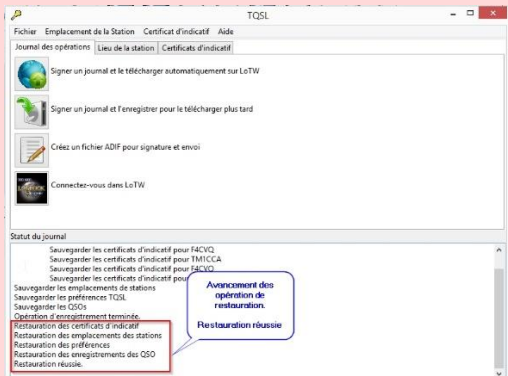 TQSL
Fichier Emplacement de la Station Certificat d'indicatif Aide
Journal des opérations Lieu de la station Certificats d'indicatif
Signer un journal et le télécharger automatiquement sur LoTW
Signer un journal et l'enregistrer pour le télécharger plus tard
Créez un fichier ADIF pour signature et envoi
Connectez-vous dans LoTW
Statut du journal
Sauvegarder les certificats d'indicatif pour F4CVQ
Sauvegarder les certificats d'indicatif pour TM1CCA
Sauvegarder les certificats d'indicatif pour F4CVQ
Sauvegarder les certificats d'indicatif pour
Sauvegarder les emplacements de stations
Sauvegarder les préférences TQSL
Sauvegarder les QSOs
Opération d'enregistrement terminée.
Restauration des certificats d'indicatif
Restauration des emplacements des stations
Restauration des préférences
Restauration des enregistrements des QSO
Restauration réussie.
Avancement des
opération de
restauration.
Restauration réussie